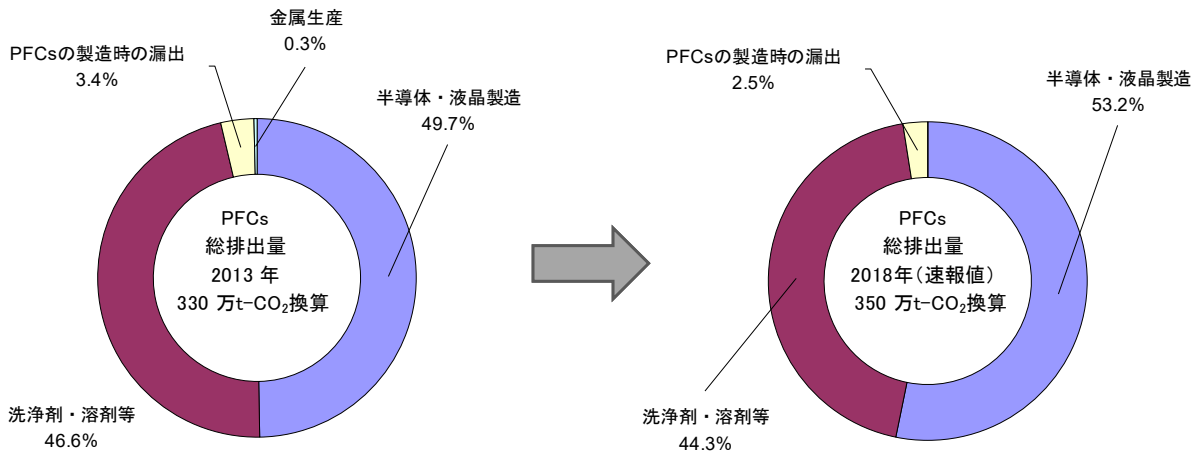 金属生産
0.3%
PFCsの製造時の漏出
3.4%
半導体・液晶製造
49.7%
PFCs
総排出量
2013 年
330 万t-CO₂換算
洗浄剤・溶剤等
46.6%
PFCsの製造時の漏出
2.5%
半導体・液晶製造
53.2%
PFCs
総排出量
2018年(速報値)
350 万t-CO₂換算
洗浄剤・溶剤等
44.3%